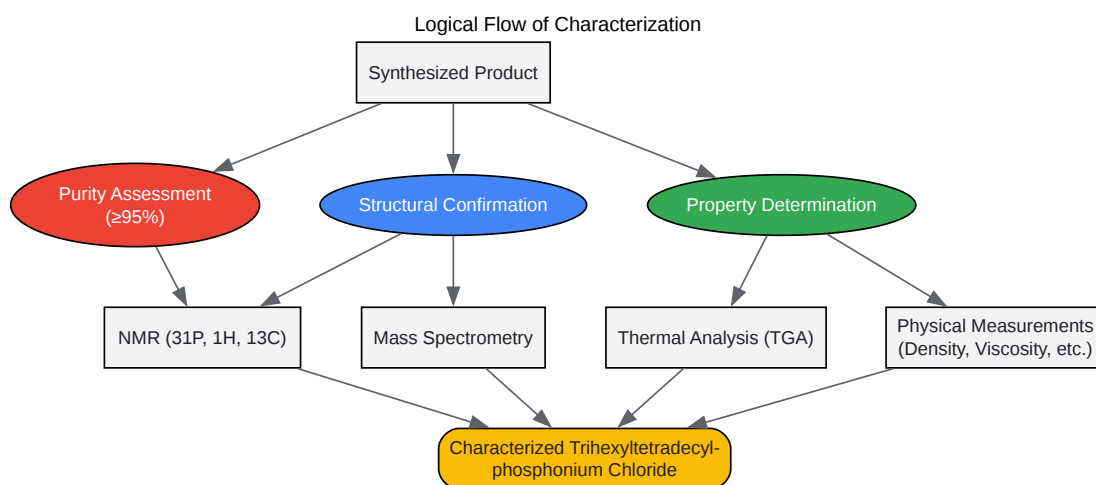 Logical Flow of Characterization
Synthesized Product
Purity Assessment
(≥95%)
Structural Confirmation
Property Determination
NMR (31P, 1H, 13C)
Mass Spectrometry
Thermal Analysis (TGA)
Physical Measurements
(Density, Viscosity, etc.)
Characterized Trihexyltetradecyl-
phosphonium Chloride